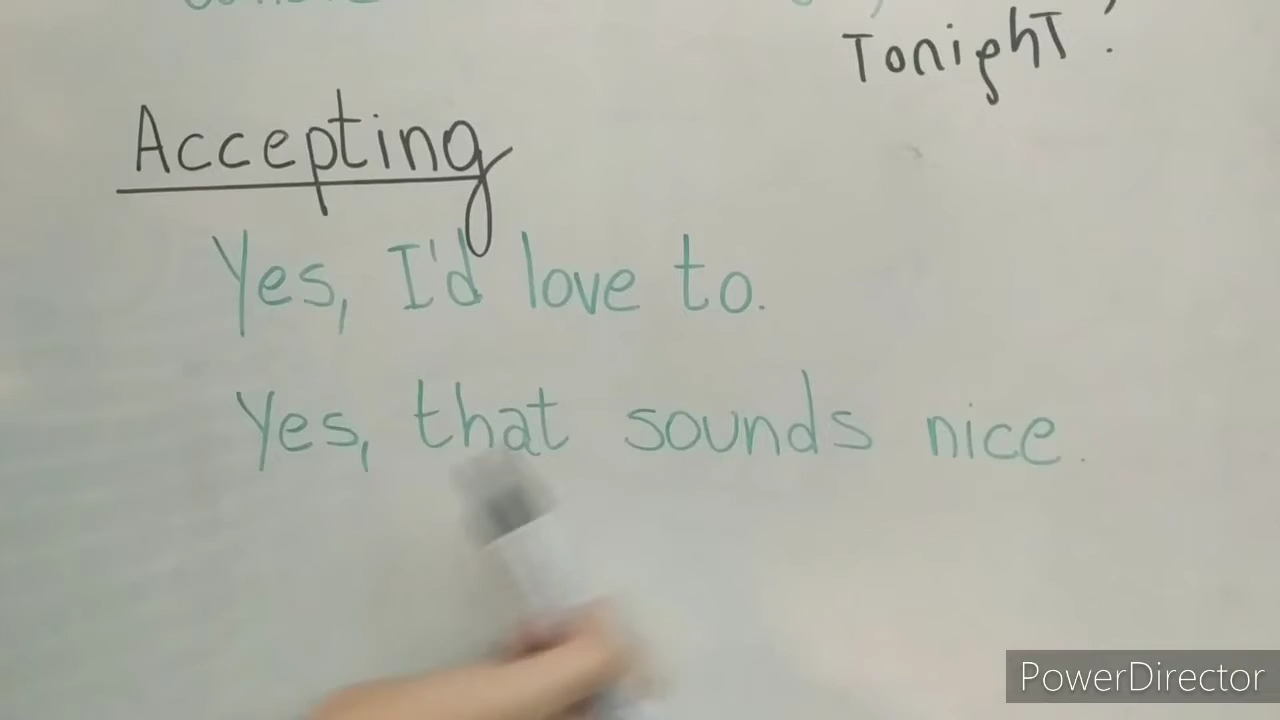 Tonight?
Accepting
Yes, I'd love to.
Yes, that sounds nice.
PowerDirector